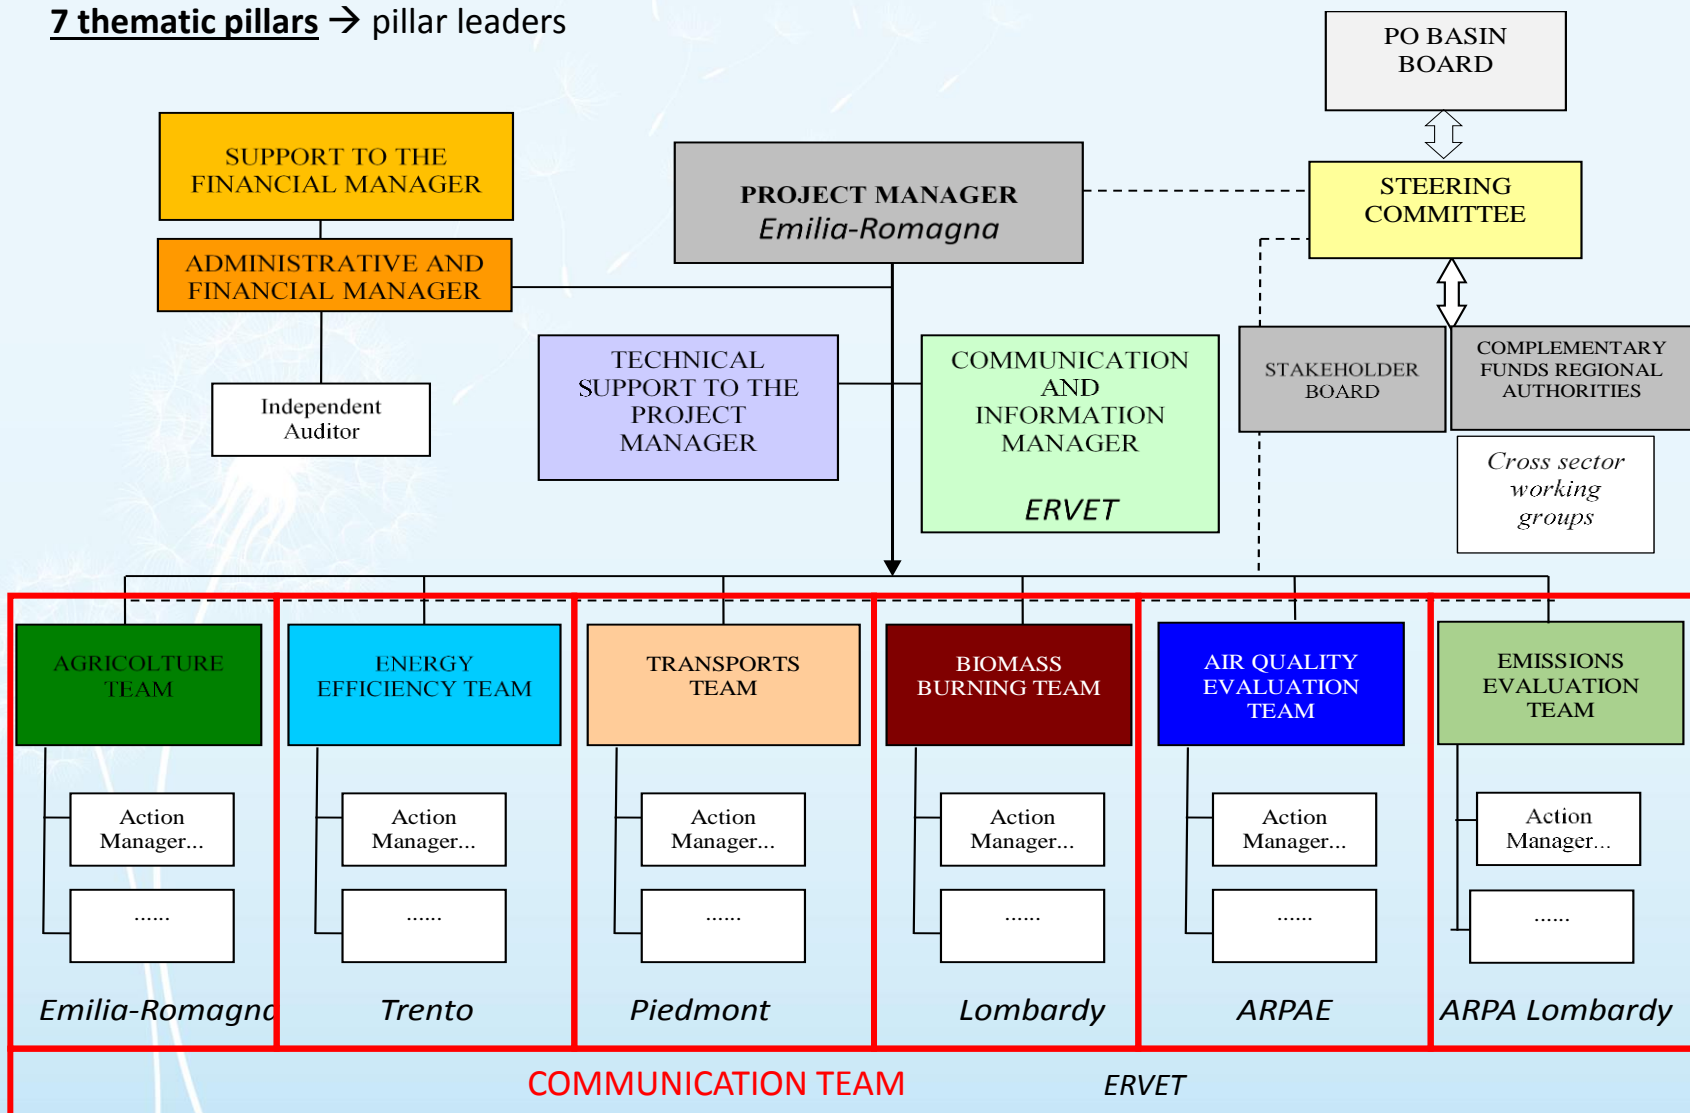 7 thematic pillars → pillar leaders
PO BASIN
BOARD
SUPPORT TO THE
FINANCIAL MANAGER
PROJECT MANAGER
Emilia-Romagna
STEERING
COMMITTEE
ADMINISTRATIVE AND
FINANCIAL MANAGER
TECHNICAL
SUPPORT TO THE
PROJECT
MANAGER
COMMUNICATION
AND
INFORMATION
MANAGER
ERVET
STAKEHOLDER
BOARD
COMPLEMENTARY
FUNDS REGIONAL
AUTHORITIES
Independent
Auditor
Cross sector
working
groups
AGRICOLTURE
TEAM
ENERGY
EFFICIENCY TEAM
TRANSPORTS
TEAM
BIOMASS
BURNING TEAM
AIR QUALITY
EVALUATION
TEAM
EMISSIONS
EVALUATION
TEAM
Action
Manager...
Action
Manager...
Action
Manager...
Action
Manager...
Action
Manager...
Action
Manager...
......
......
......
......
......
......
Emilia-Romagna
Trento
Piedmont
Lombardy
ARPAE
ARPA Lombardy
COMMUNICATION TEAM ERVET